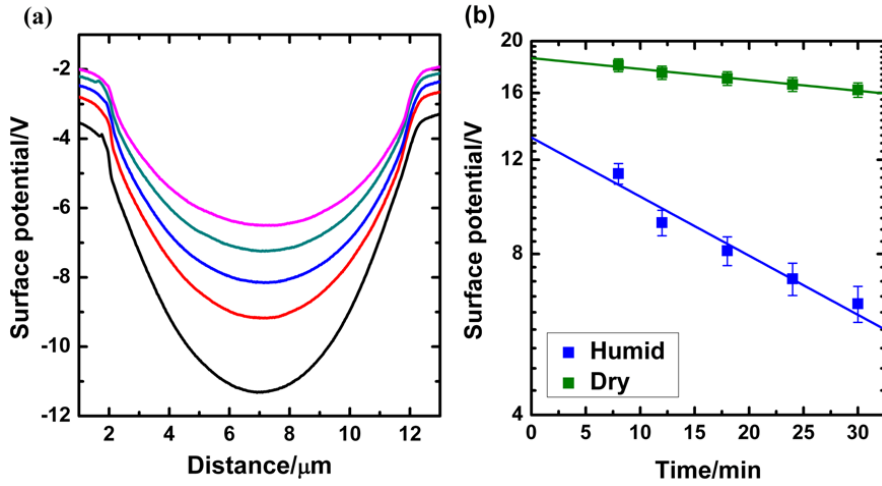 (a)
-2
-4
-6
-8
-10
-12
2 4 6 8 10 12
Surface potential/V
Distance/μm
(b)
20
16
12
8
4
0 5 10 15 20 25 30
Surface potential/V
Time/min
Humid
Dry